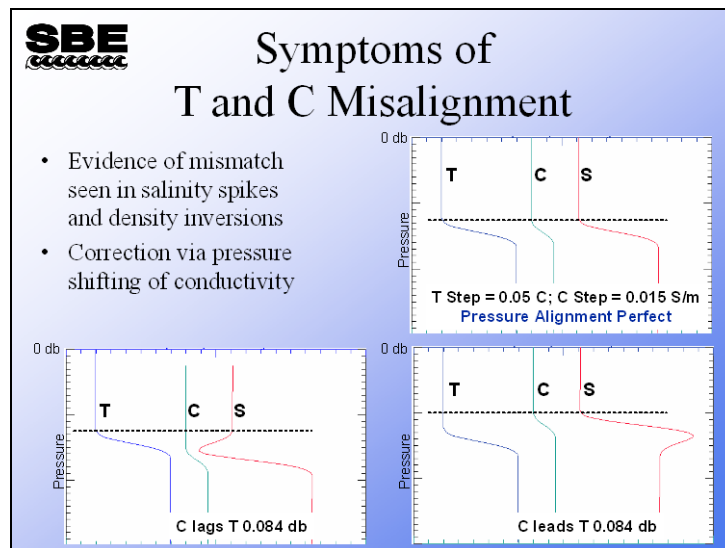 SBE
Symptoms of
T and C Misalignment
• Evidence of mismatch
seen in salinity spikes
and density inversions
• Correction via pressure
shifting of conductivity
0 db
T C S
Pressure
T Step = 0.05 C; C Step = 0.015 S/m
Pressure Alignment Perfect
0 db
T C S
Pressure
C lags T 0.084 db
0 db
T C S
Pressure
C leads T 0.084 db